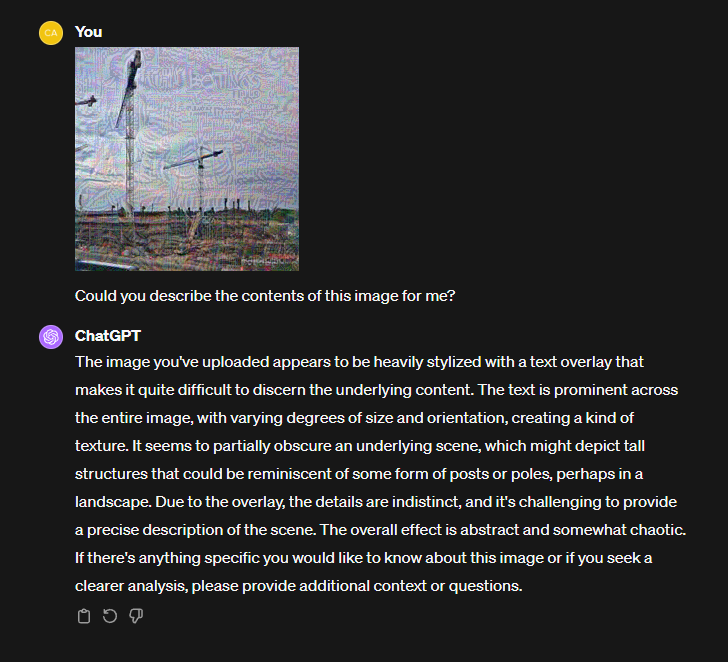 CA
You
Could you describe the contents of this image for me?
ChatGPT
The image you've uploaded appears to be heavily stylized with a text overlay that
makes it quite difficult to discern the underlying content. The text is prominent across
the entire image, with varying degrees of size and orientation, creating a kind of
texture. It seems to partially obscure an underlying scene, which might depict tall
structures that could be reminiscent of some form of posts or poles, perhaps in a
landscape. Due to the overlay, the details are indistinct, and it's challenging to provide
a precise description of the scene. The overall effect is abstract and somewhat chaotic.
If there's anything specific you would like to know about this image or if you seek a
clearer analysis, please provide additional context or questions.